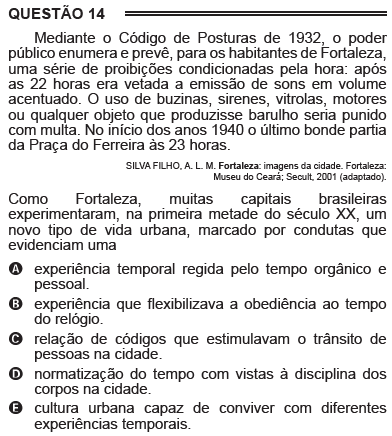 QUESTÃO 14
Mediante o Código de Posturas de 1932, o poder
público enumera e prevê, para os habitantes de Fortaleza,
uma série de proibições condicionadas pela hora: após
as 22 horas era vetada a emissão de sons em volume
acentuado. O uso de buzinas, sirenes, vitrolas, motores
ou qualquer objeto que produzisse barulho seria punido
com multa. No início dos anos 1940 o último bonde partia
da Praça do Ferreira às 23 horas.
SILVA FILHO, A. L. M. Fortaleza: imagens da cidade. Fortaleza:
Museu do Ceará; Secult, 2001 (adaptado).
Como Fortaleza, muitas capitais brasileiras
experimentaram, na primeira metade do século XX, um
novo tipo de vida urbana, marcado por condutas que
evidenciam uma
A experiência temporal regida pelo tempo orgânico e
pessoal.
B experiência que flexibilizava a obediência ao tempo
do relógio.
C relação de códigos que estimulavam o trânsito de
pessoas na cidade.
D normatização do tempo com vistas à disciplina dos
corpos na cidade.
E cultura urbana capaz de conviver com diferentes
experiências temporais.